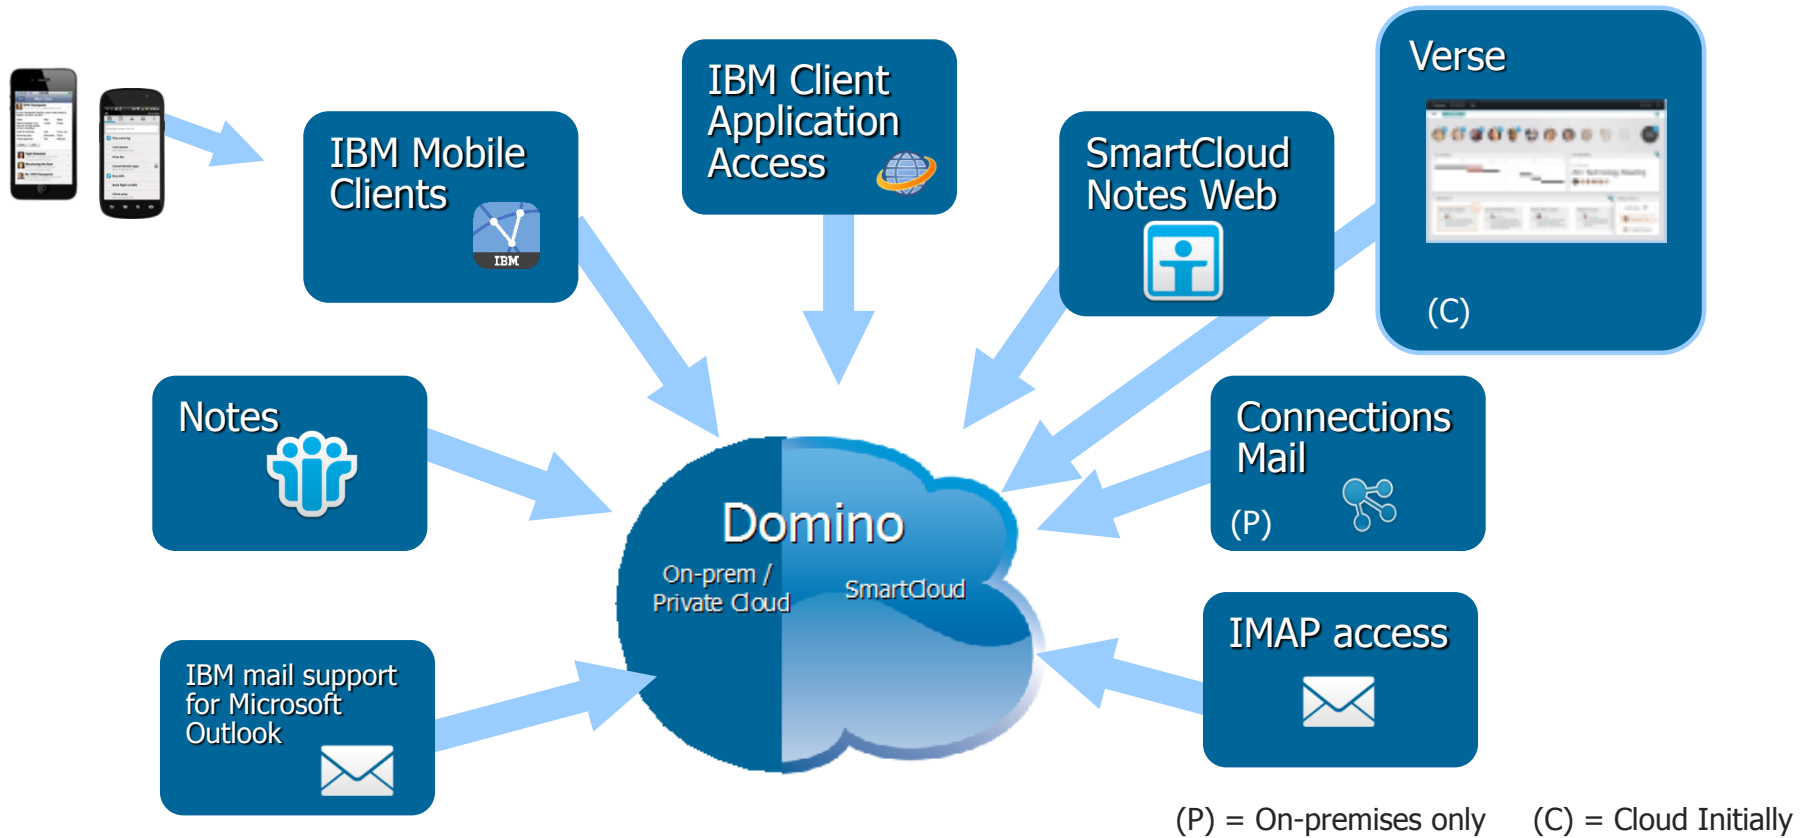 IBM Mobile
Clients
IBM
IBM Client
Application
Access
SmartCloud
Notes Web
Verse
(C)
Notes
Connections
Mail
(P)
Domino
On-prem /
Private Cloud
SmartCloud
IBM mail support
for Microsoft
Outlook
IMAP access
(P) = On-premises only
(C) = Cloud Initially